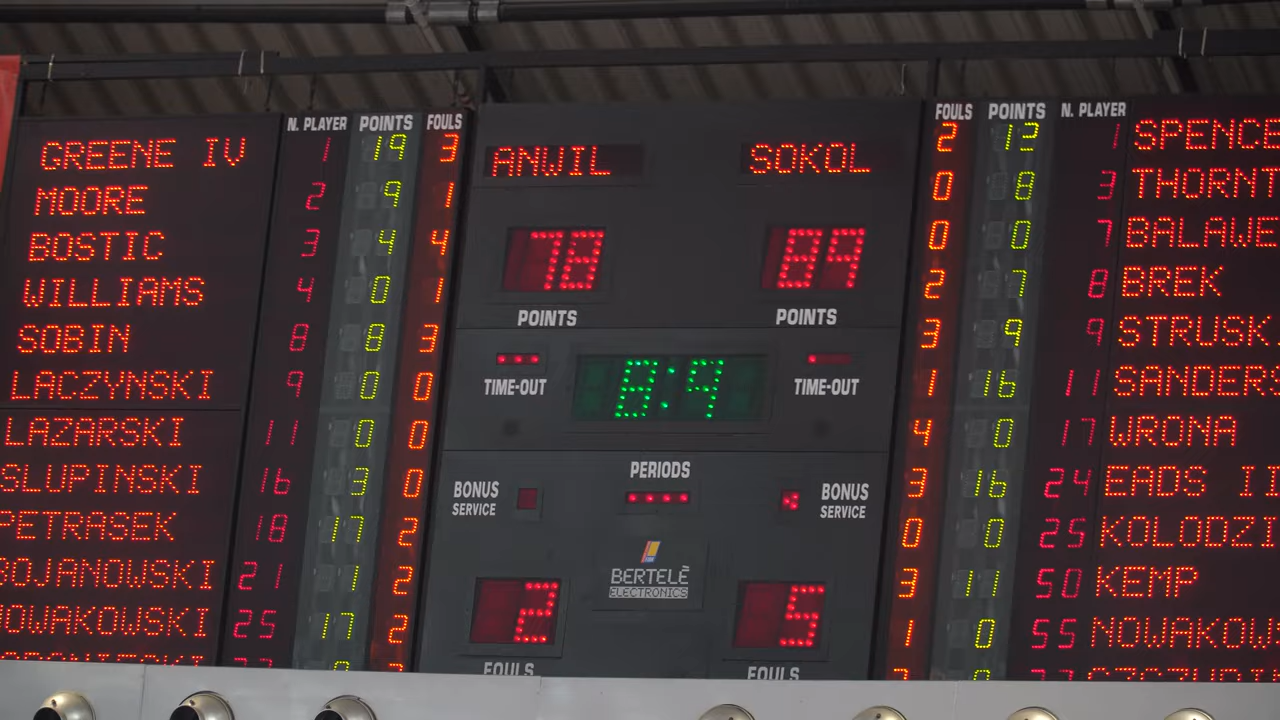 N. PLAYER POINTS FOULS
GREENE IV 1 19 3
MOORE 2 9 1
BOSTIC 3 4 4
WILLIAMS 4 0 1
SOBIN 8 8 3
LACZYNSKI 9 0 0
LAZARSKI 11 0 0
SLUPINSKI 16 3 0
PETRASEK 18 17 2
BOJANOWSKI 21 1 2
NOWAKOWSKI 25 17 2
ANWIL SOKOL
78 89
POINTS POINTS
TIME-OUT 8:9 TIME-OUT
PERIODS
BONUS SERVICE
BONUS SERVICE
BERTELÈ
ELECTRONICS
2 5
FOULS FOULS
FOULS POINTS N. PLAYER
2 12 1 SPENCE
0 8 3 THORNT
0 0 7 BALAWE
2 7 8 BREK
3 9 9 STRUSK
1 16 11 SANDERS
4 0 17 WRONA
3 16 24 EADS II
0 0 25 KOLODZI
3 11 50 KEMP
1 0 55 NOWAKOW